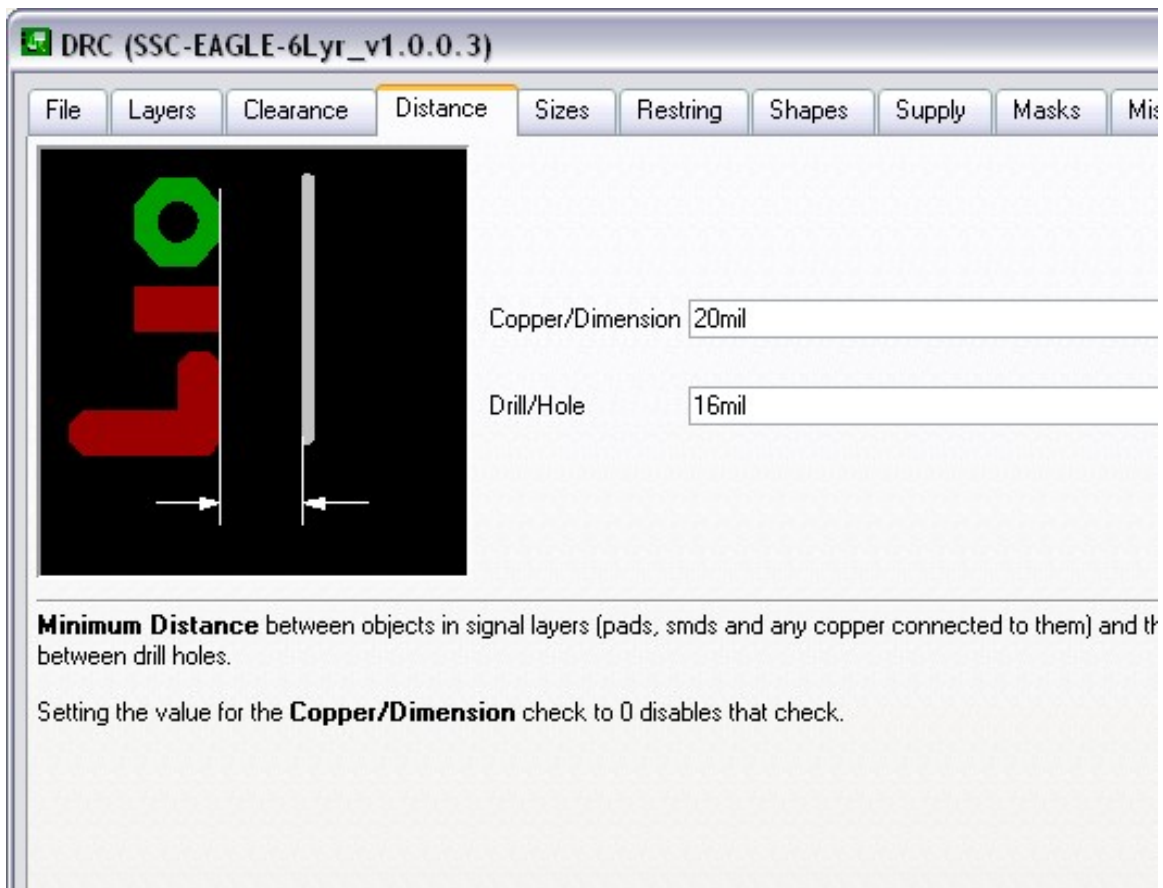 DRC (SSC-EAGLE-6Lyr_v1.0.0.3)
File Layers Clearance Distance Sizes Restring Shapes Supply Masks
Copper/Dimension 20mil
Drill/Hole 16mil
Minimum Distance between objects in signal layers (pads, smds and any copper connected to them) and
between drill holes.
Setting the value for the Copper/Dimension check to 0 disables that check.